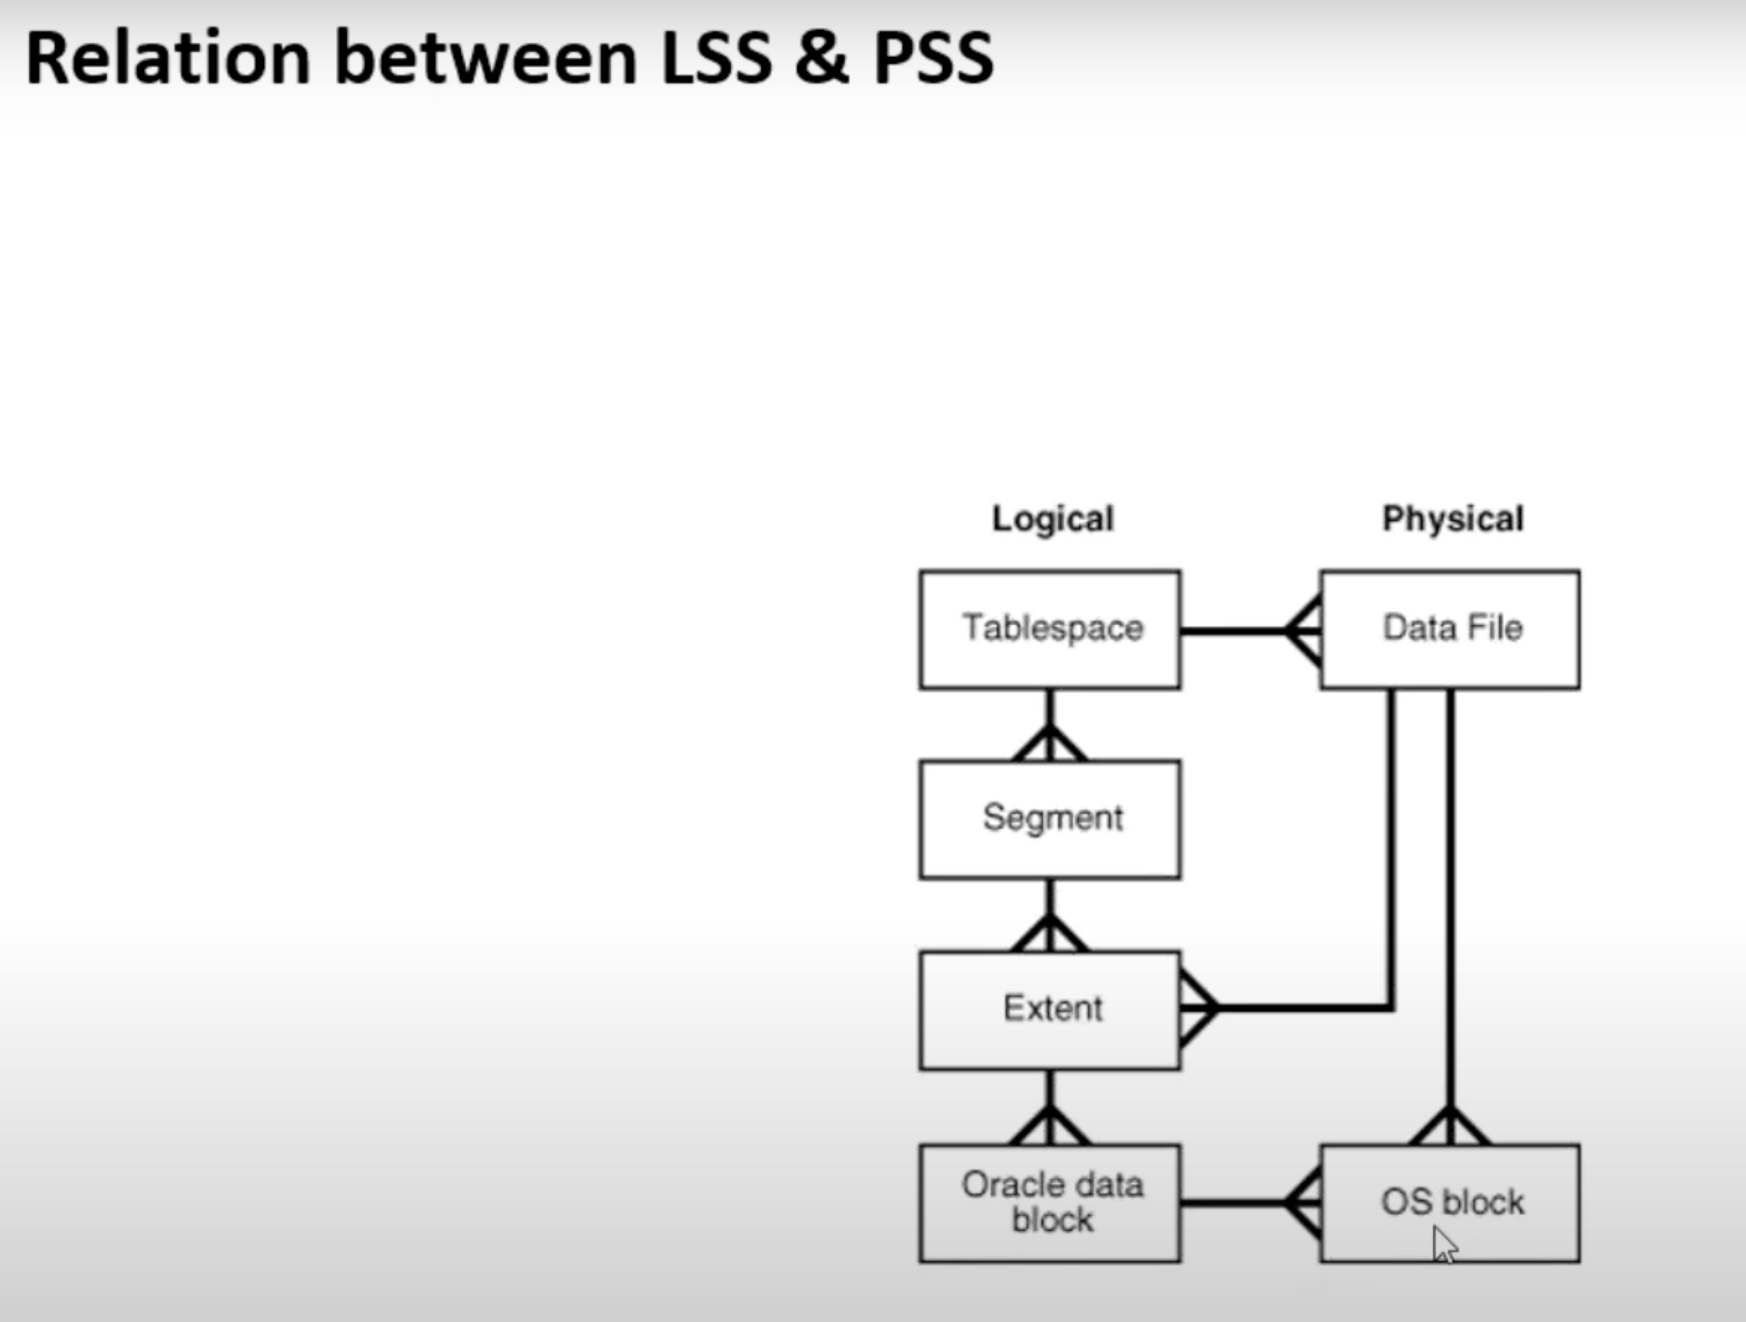 Relation between LSS & PSS
Logical
Physical
Tablespace
Data File
Segment
Extent
Oracle data
block
OS block